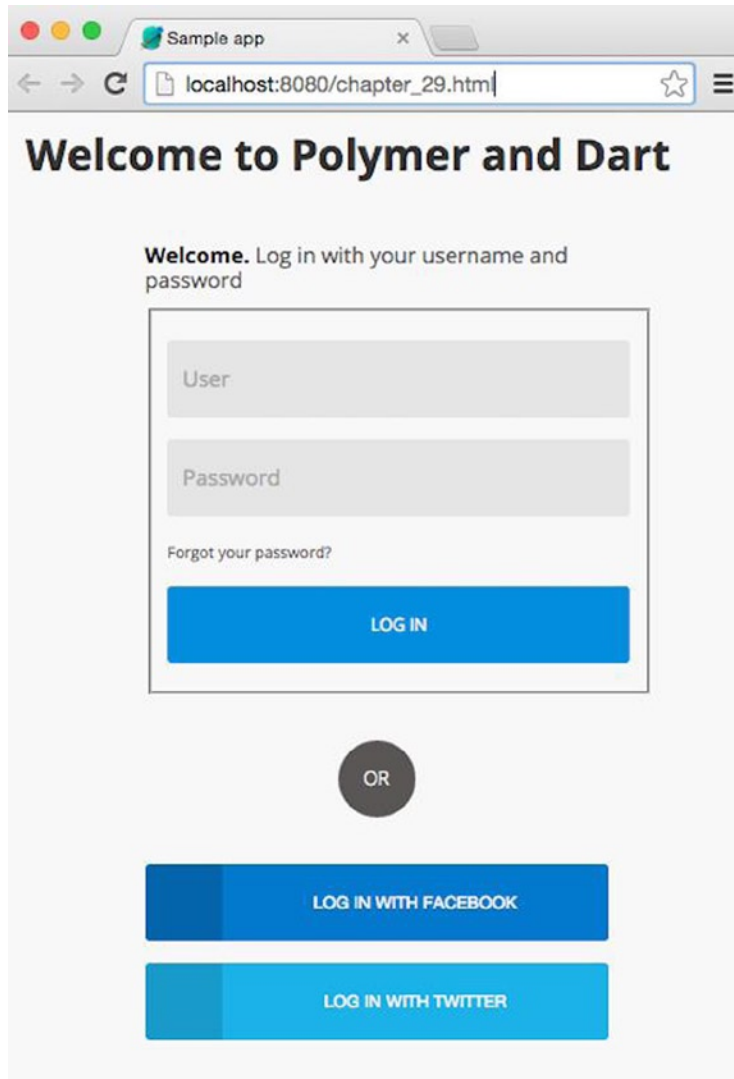 Sample app
localhost:8080/chapter_29.html
Welcome to Polymer and Dart
Welcome. Log in with your username and
password
User
Password
Forgot your password?
LOG IN
OR
LOG IN WITH FACEBOOK
LOG IN WITH TWITTER